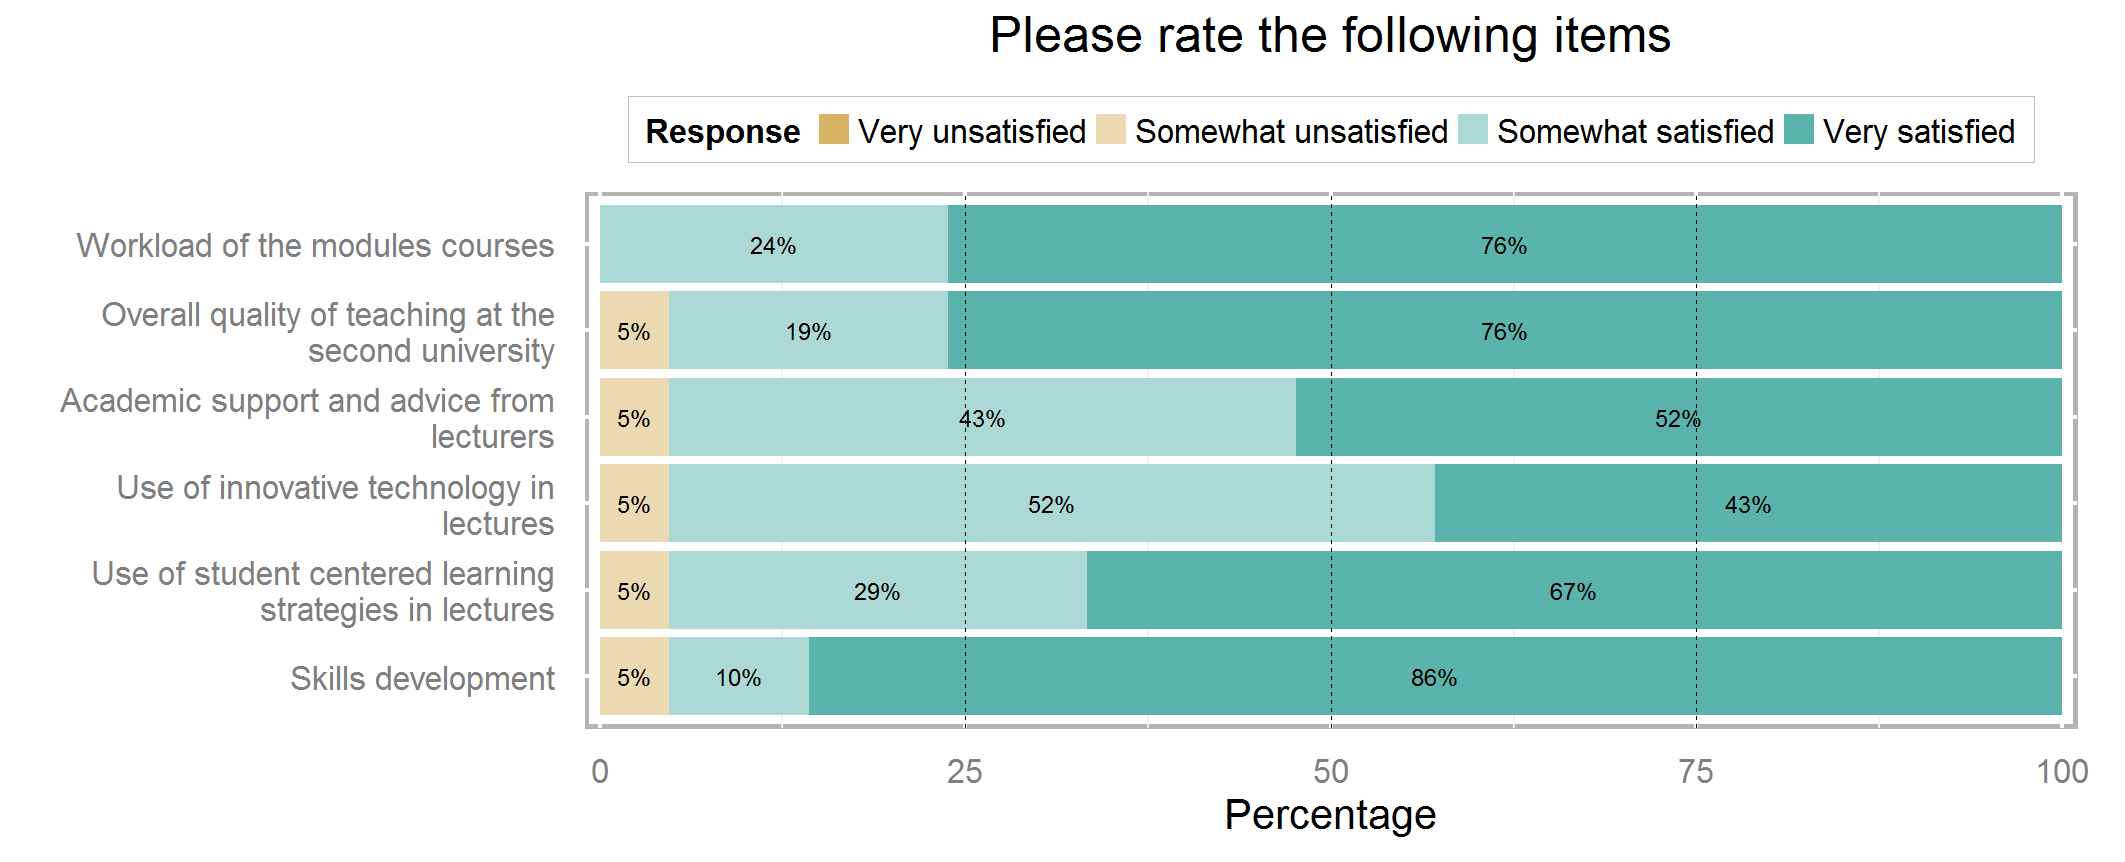 Please rate the following items
Response Very unsatisfied Somewhat unsatisfied Somewhat satisfied Very satisfied
Workload of the modules courses
24% 76%
Overall quality of teaching at the
second university
5% 19% 76%
Academic support and advice from
lecturers
5% 43% 52%
Use of innovative technology in
lectures
5% 52% 43%
Use of student centered learning
strategies in lectures
5% 29% 67%
Skills development
5% 10% 86%
0 25 50 75 100
Percentage